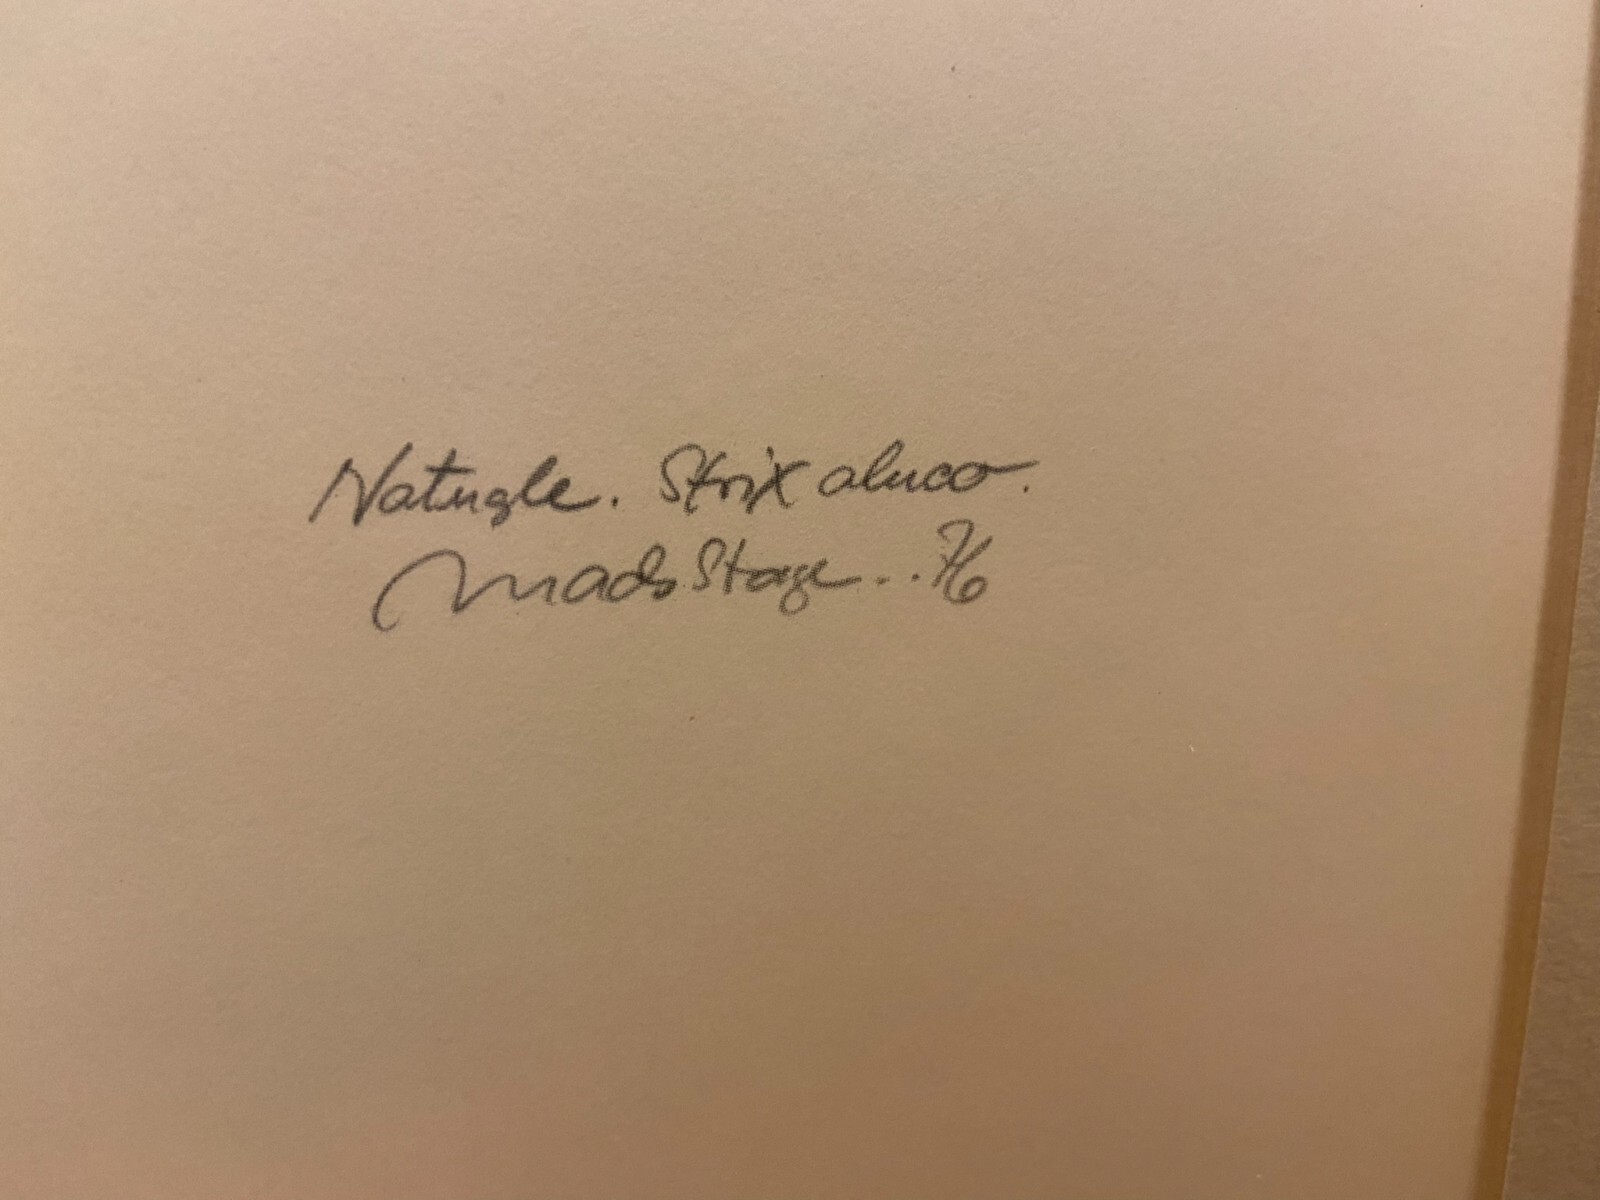 Natugle. Strix aluco.
Mads Stage.. 76